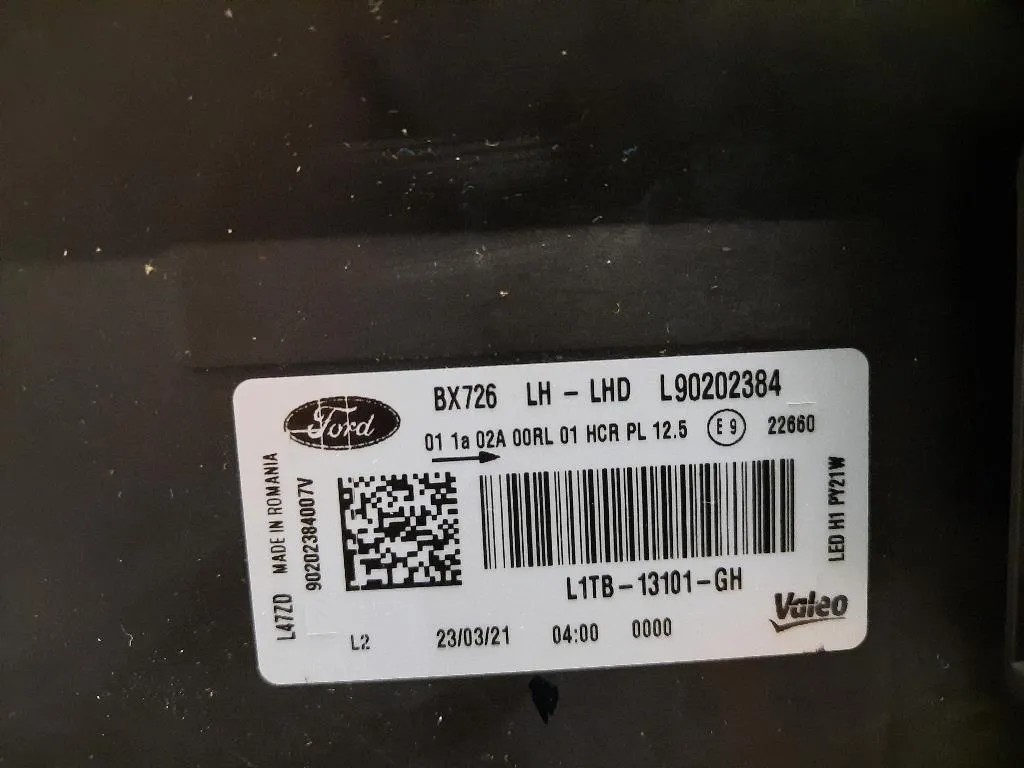 Ford
BX726 LH - LHD L90202384
01 1a 02A 00RL 01 HCR PL 12.5 E9 22660
L47ZD MADE IN ROMANIA
90202384007V
LED H1 PY21W
L1TB-13101-GH
Valeo
L2 23/03/21 04:00 0000